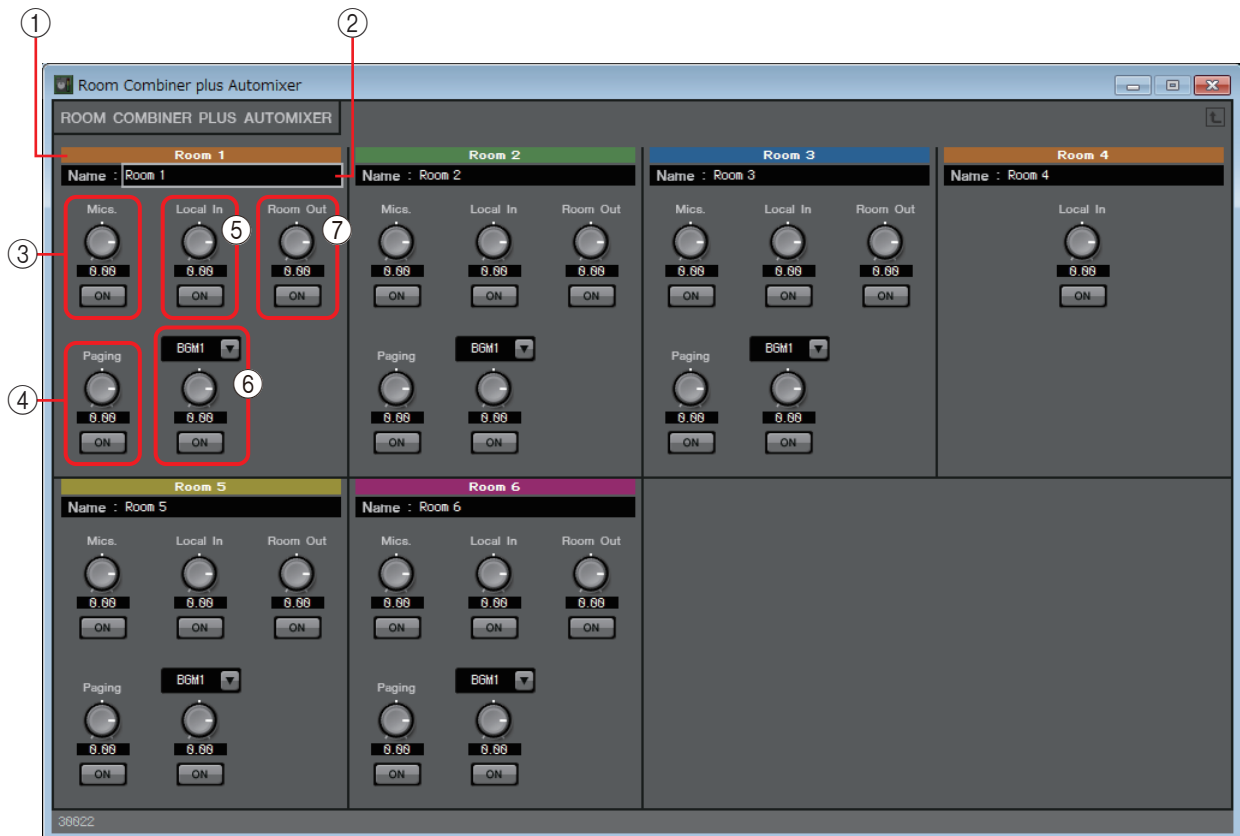 ① ②
Room Combiner plus Automixer
ROOM COMBINER PLUS AUTOMIXER
Room 1 Room 2 Room 3 Room 4
Name : Room 1 Name : Room 2 Name : Room 3 Name : Room 4
Mics. Local In Room Out Mics. Local In Room Out Mics. Local In Room Out Local In
③ ⑤ ⑦
0.00 0.00 0.00 0.00 0.00 0.00 0.00 0.00 0.00 0.00
ON ON ON ON ON ON ON ON ON ON
Paging BGM1 Paging BGM1 Paging BGM1
④ ⑥
0.00 0.00 0.00 0.00 0.00 0.00
ON ON ON ON ON ON
Room 5 Room 6
Name : Room 5 Name : Room 6
Mics. Local In Room Out Mics. Local In Room Out
0.00 0.00 0.00 0.00 0.00 0.00
ON ON ON ON ON ON
Paging BGM1 Paging BGM1
0.00 0.00 0.00 0.00
ON ON ON ON
30022